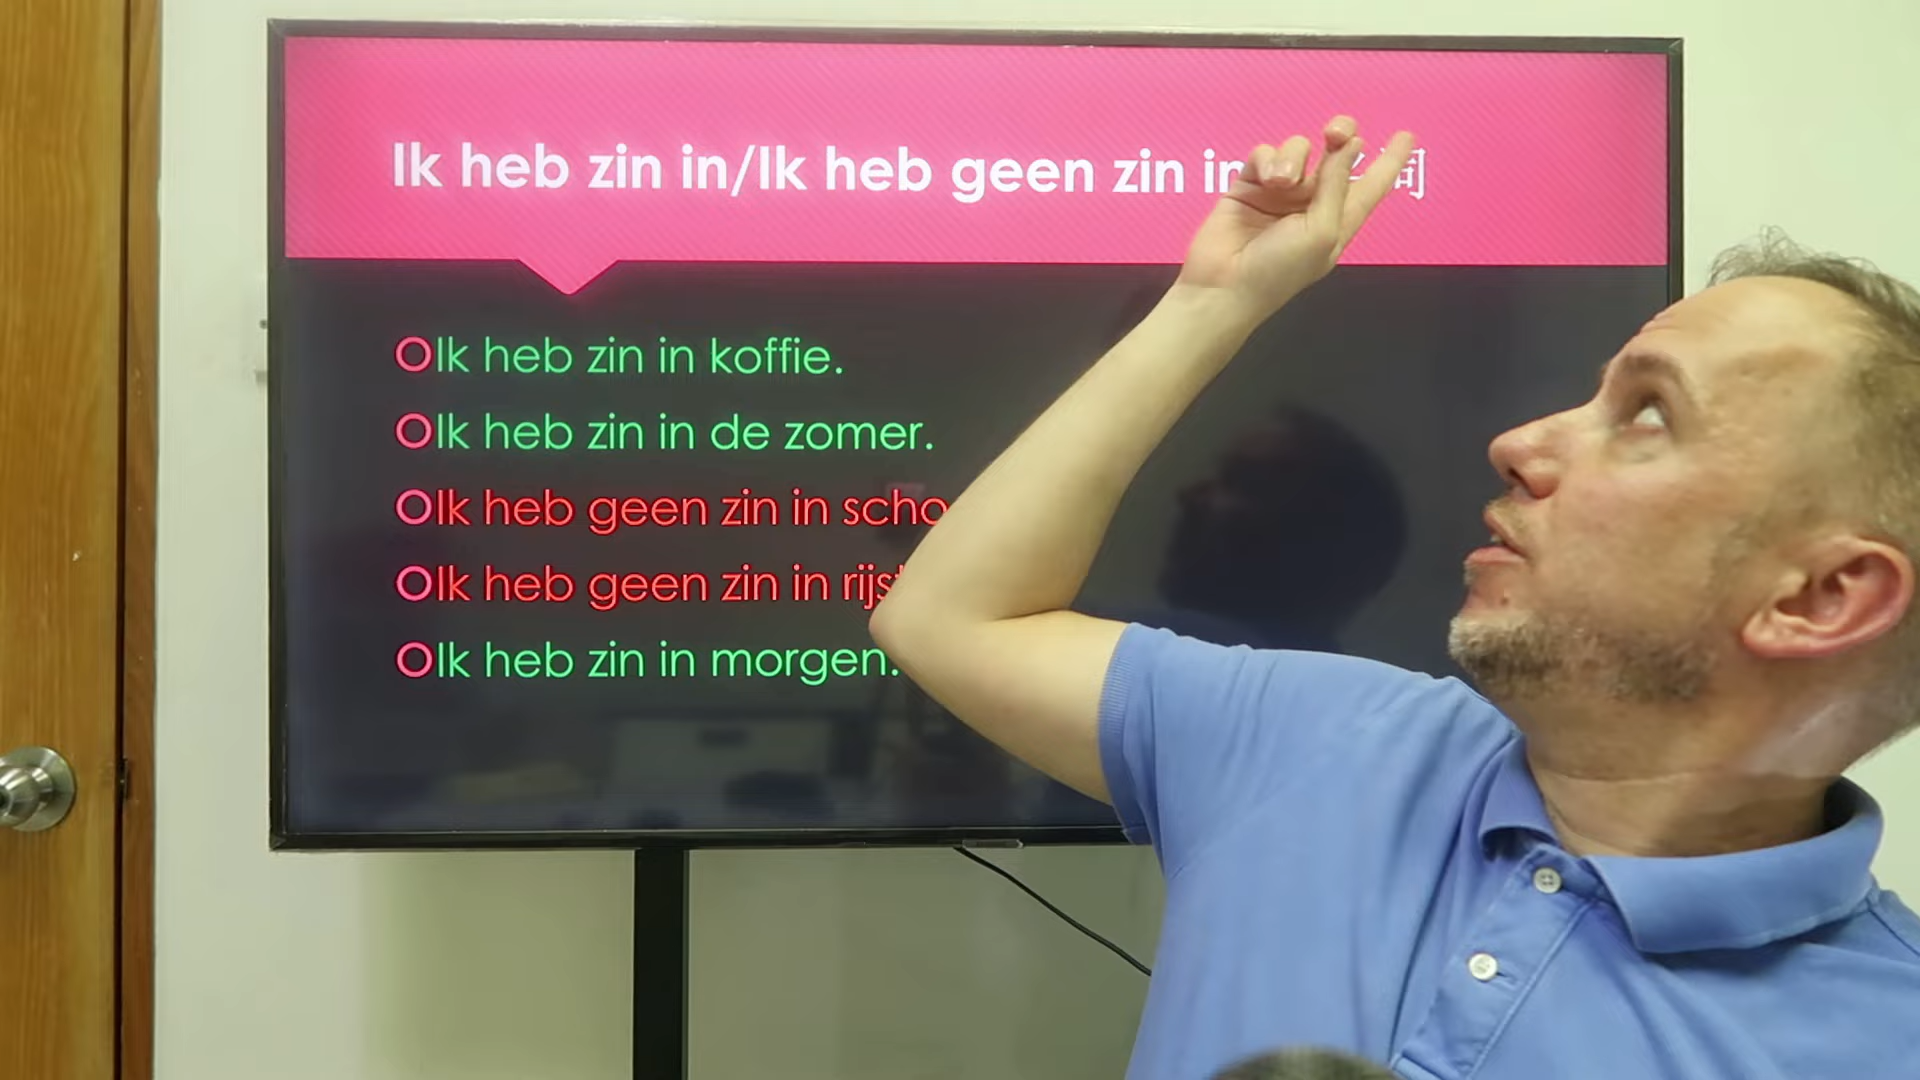 Ik heb zin in/Ik heb geen zin in 词
Ik heb zin in koffie.
Ik heb zin in de zomer.
Ik heb geen zin in
Ik heb geen zin in
Ik heb zin in morgen.